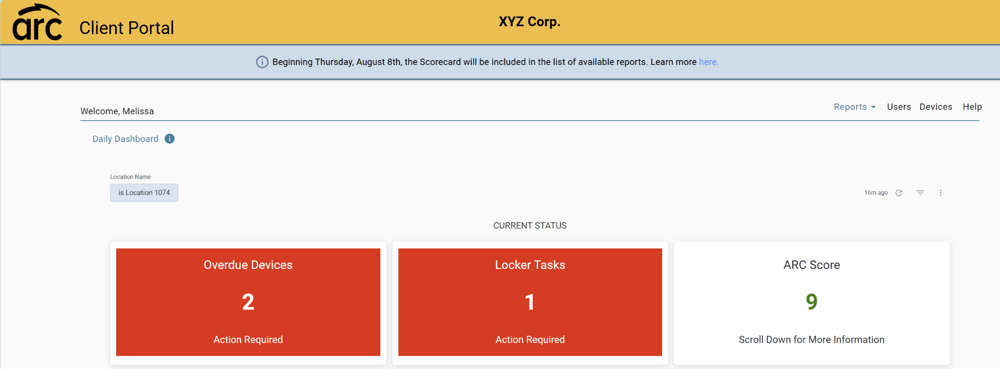 arc
Client Portal
XYZ Corp.
Beginning Thursday, August 8th, the Scorecard will be included in the list of available reports. Learn more here.
Welcome, Melissa
Reports Users Devices Help
Daily Dashboard
Location Name
is Location 1074
16m ago
CURRENT STATUS
Overdue Devices
2
Action Required
Locker Tasks
1
Action Required
ARC Score
9
Scroll Down for More Information